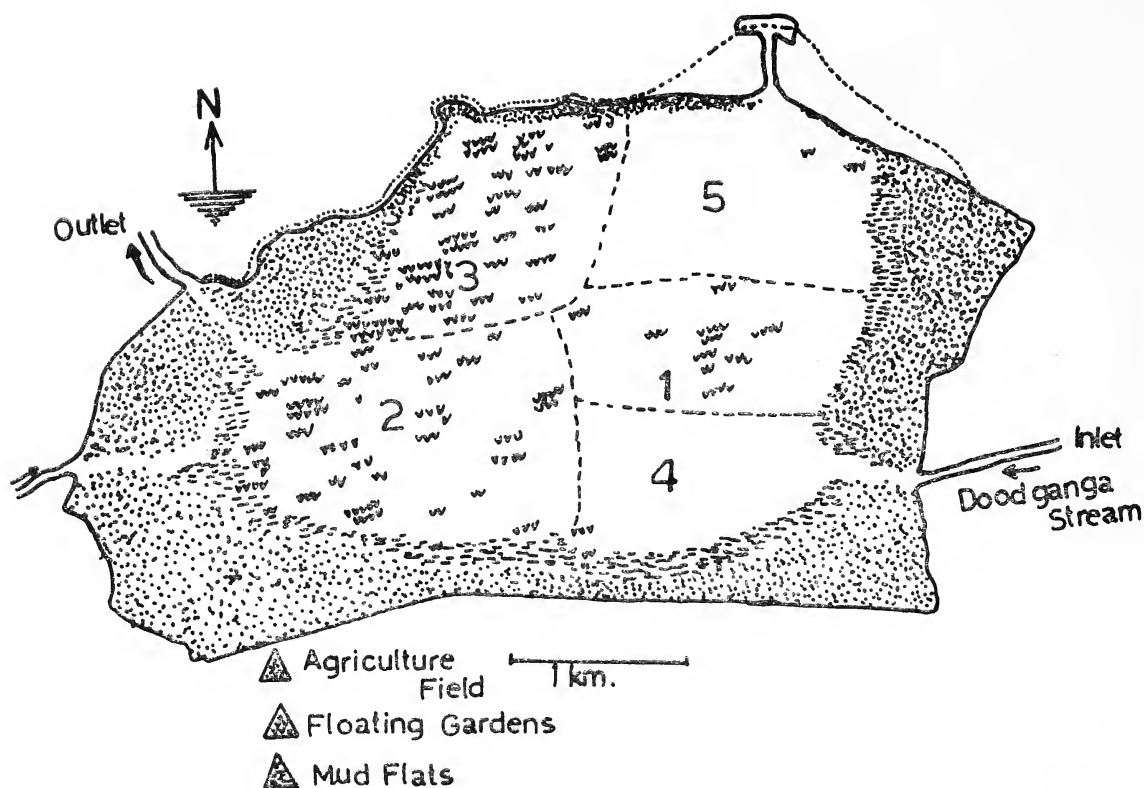 N
Outlet
5
3
1
2
4
Inlet
Doodganga
Stream
Agriculture
Field
1 km.
Floating Gardens
Mud Flats